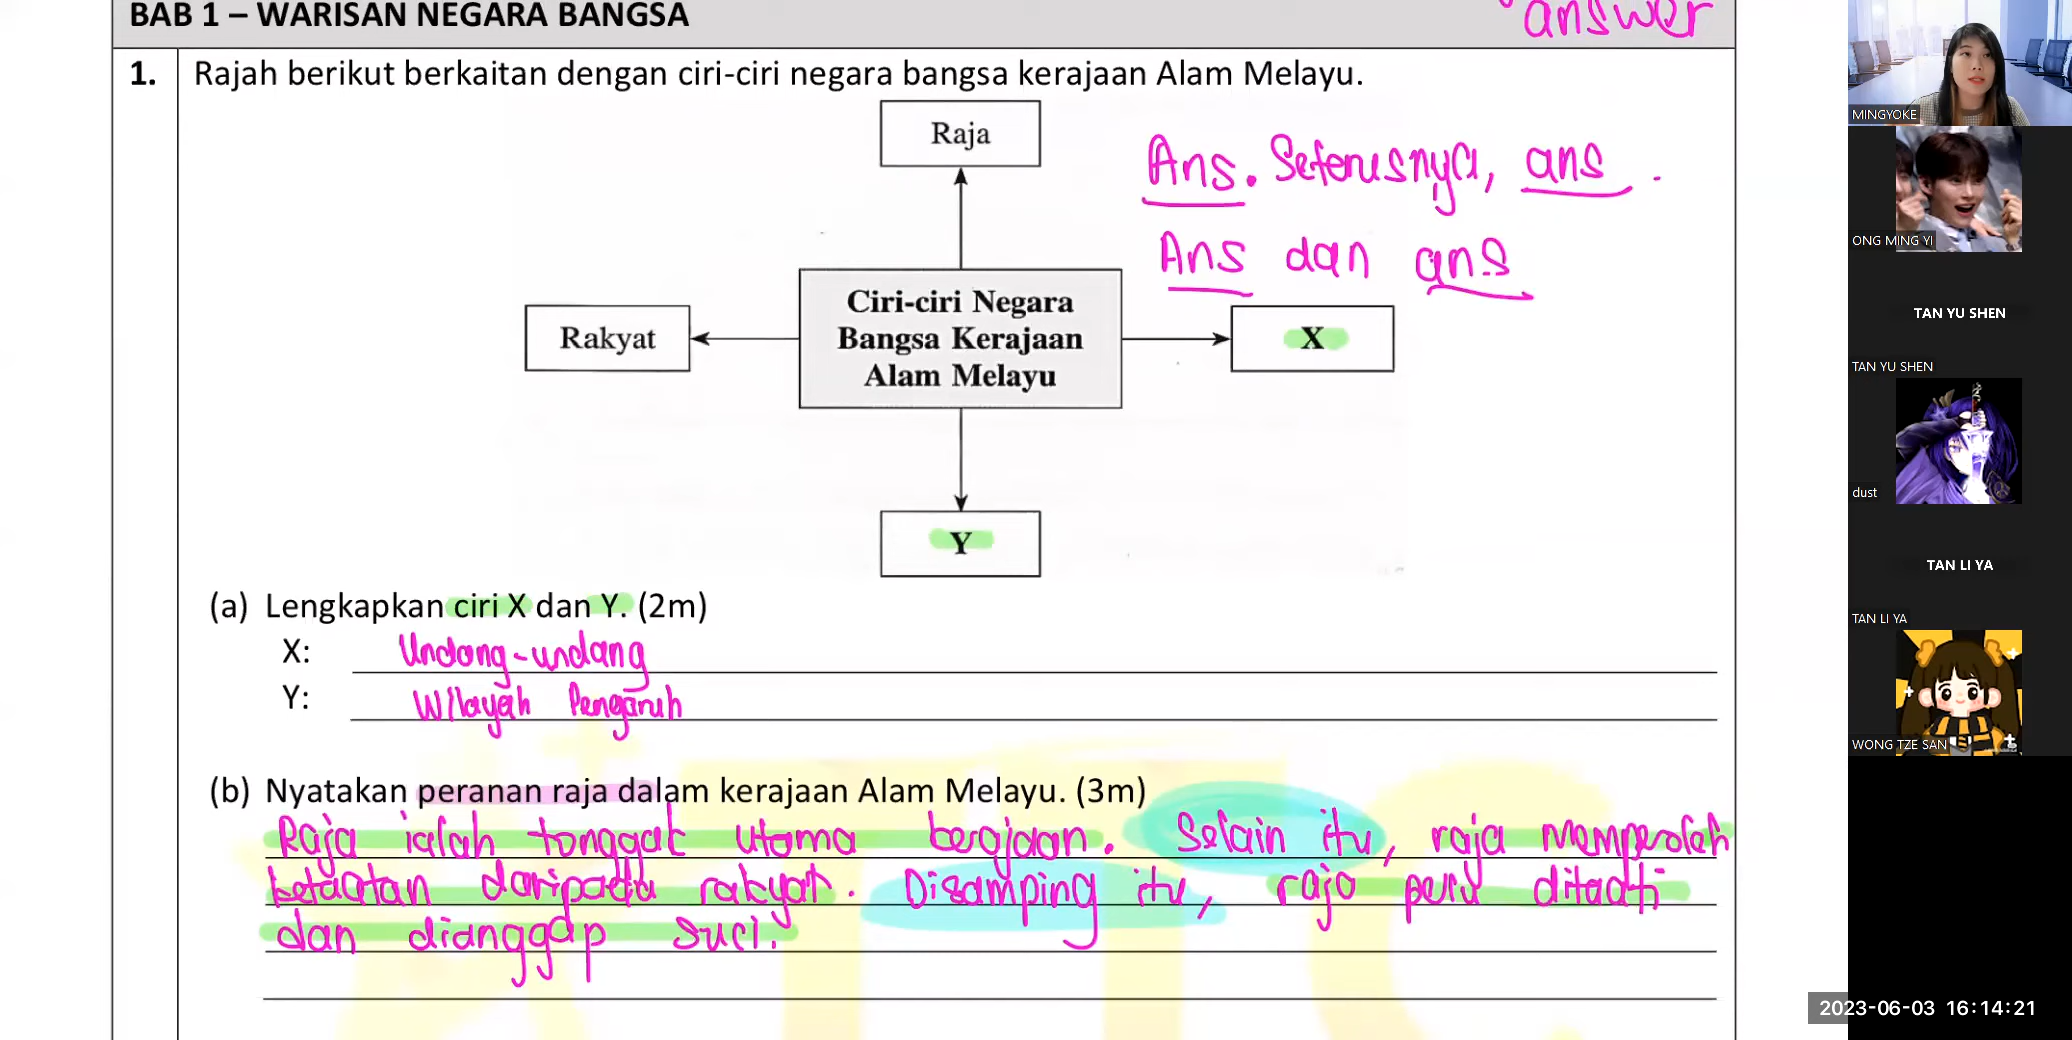 BAB 1 – WARISAN NEGARA BANGSA
answer
1. Rajah berikut berkaitan dengan ciri-ciri negara bangsa kerajaan Alam Melayu.
Raja
Ans. Seterusnya, ans.
Ans dan ans
Ciri-ciri Negara
Bangsa Kerajaan
Alam Melayu
Rakyat
X
Y
(a) Lengkapkan ciri X dan Y. (2m)
X: Undang-undang
Y: Wilayah Pengaruh
(b) Nyatakan peranan raja dalam kerajaan Alam Melayu. (3m)
Raja ialah tonggak utama kerajaan. Selain itu, raja memperoleh
ketaatan daripada rakyat. Disamping itu, raja perlu ditaati
dan dianggap suci.
MINGYOKE
ONG MING YI
TAN YU SHEN
TAN YU SHEN
dust
TAN LI YA
TAN LI YA
WONG TZE SAN
2023-06-03 16:14:21